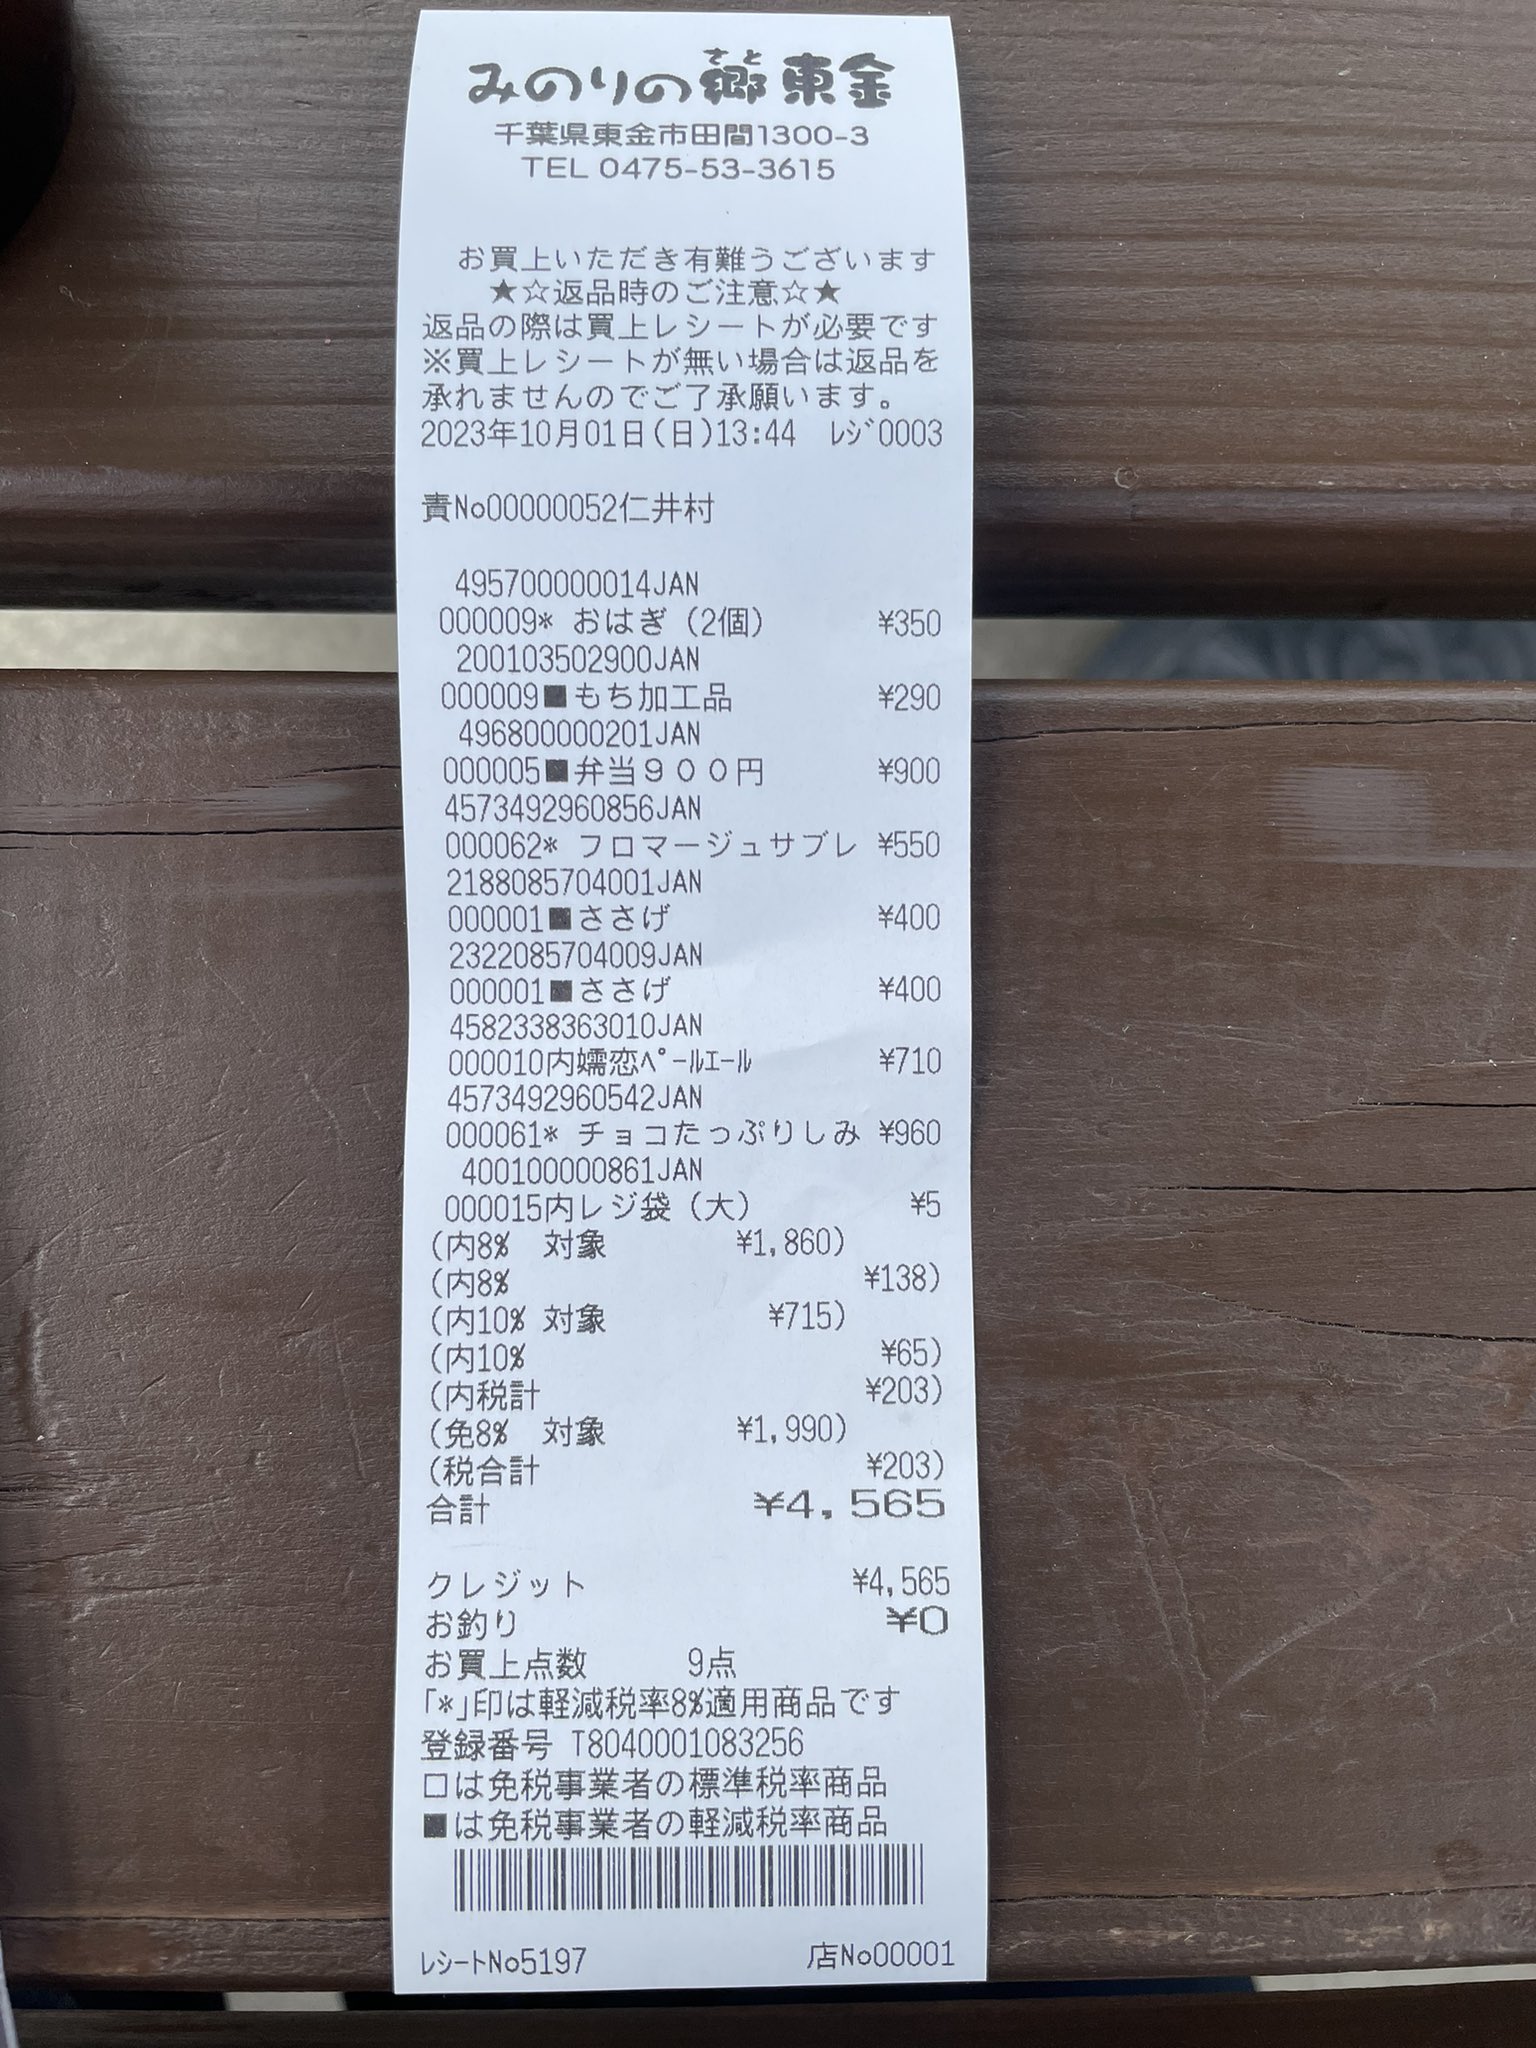 みのりの郷東金
さと
千葉県東金市田間1300-3
TEL 0475-53-3615
お買上いただき有難うございます
★☆返品時のご注意☆★
返品の際は買上レシートが必要です
※買上レシートが無い場合は返品を
承れませんのでご了承願います。
2023年10月01日(日)13:44 ﾚｼﾞ0003
責No00000052仁井村
495700000014JAN
000009* おはぎ（2個） ¥350
200103502900JAN
000009■もち加工品 ¥290
496800000201JAN
000005■弁当９００円 ¥900
4573492960856JAN
000062* フロマージュサブレ ¥550
2188085704001JAN
000001■ささげ ¥400
2322085704009JAN
000001■ささげ ¥400
4582338363010JAN
000010内嬬恋ﾍﾟｰﾙｴｰﾙ ¥710
4573492960542JAN
000061* チョコたっぷりしみ ¥960
400100000861JAN
000015内レジ袋（大） ¥5
(内8% 対象 ¥1,860)
(内8% ¥138)
(内10% 対象 ¥715)
(内10% ¥65)
(内税計 ¥203)
(免8% 対象 ¥1,990)
(税合計 ¥203)
合計 ¥4,565
クレジット ¥4,565
お釣り ¥0
お買上点数 9点
「*」印は軽減税率8%適用商品です
登録番号 T8040001083256
□は免税事業者の標準税率商品
■は免税事業者の軽減税率商品
ﾚｼｰﾄNo5197 店No00001